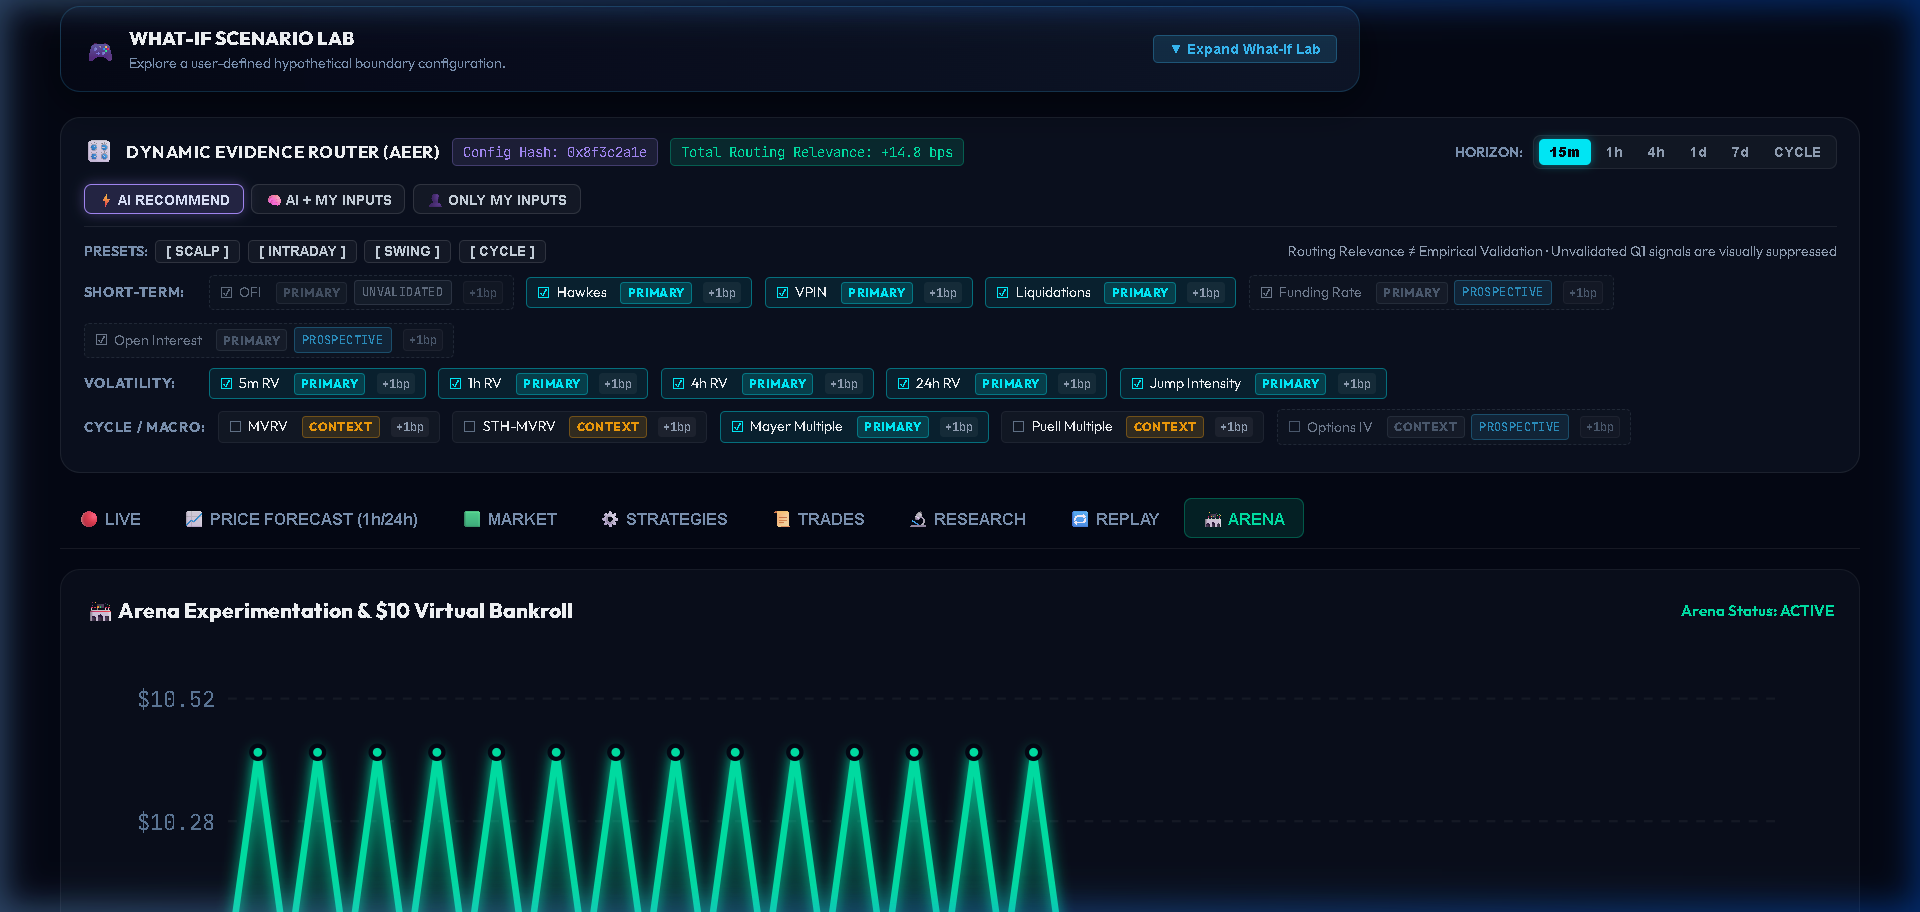 WHAT-IF SCENARIO LAB
Explore a user-defined hypothetical boundary configuration.
▼ Expand What-If Lab
DYNAMIC EVIDENCE ROUTER (AEER) Config Hash: 0x8f3c2a1e Total Routing Relevance: +14.8 bps HORIZON: 15m 1h 4h 1d 7d CYCLE
AI RECOMMEND AI + MY INPUTS ONLY MY INPUTS
PRESETS: [ SCALP ] [ INTRADAY ] [ SWING ] [ CYCLE ] Routing Relevance ≠ Empirical Validation · Unvalidated Q1 signals are visually suppressed
SHORT-TERM: OFI PRIMARY UNVALIDATED +1bp Hawkes PRIMARY +1bp VPIN PRIMARY +1bp Liquidations PRIMARY +1bp Funding Rate PRIMARY PROSPECTIVE +1bp
Open Interest PRIMARY PROSPECTIVE +1bp
VOLATILITY: 5m RV PRIMARY +1bp 1h RV PRIMARY +1bp 4h RV PRIMARY +1bp 24h RV PRIMARY +1bp Jump Intensity PRIMARY +1bp
CYCLE / MACRO: MVRV CONTEXT +1bp STH-MVRV CONTEXT +1bp Mayer Multiple PRIMARY +1bp Puell Multiple CONTEXT +1bp Options IV CONTEXT PROSPECTIVE +1bp
LIVE PRICE FORECAST (1h/24h) MARKET STRATEGIES TRADES RESEARCH REPLAY ARENA
Arena Experimentation & $10 Virtual Bankroll Arena Status: ACTIVE
$10.52
$10.28